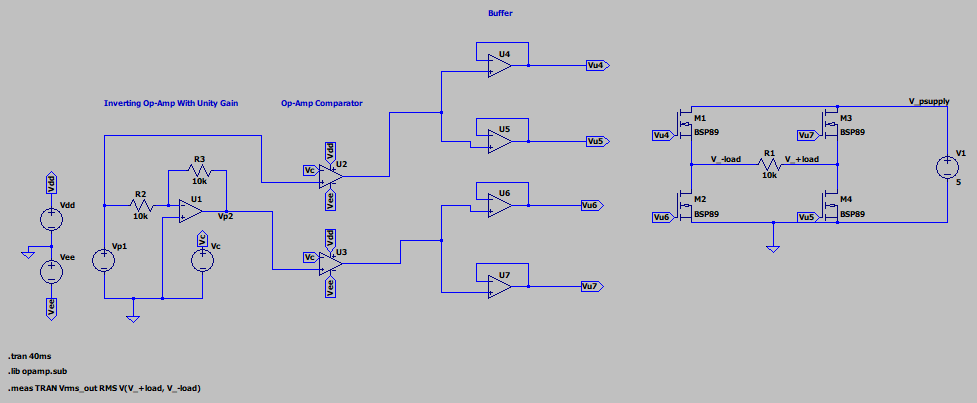 Buffer
U4
Vu4
Inverting Op-Amp With Unity Gain
Op-Amp Comparator
V_psupply
M1
M3
Vu4
BSP89
Vu7
BSP89
U5
Vu5
Vdd
Vc
U2
R3
10k
V_-load
R1
V_+load
10k
V1
5
Vdd
Vee
R2
10k
U1
Vp2
U6
Vu6
M2
M4
Vu6
BSP89
Vu5
BSP89
Vdd
Vp1
Vc
Vc
Vdd
Vc
U3
Vee
Vee
Vee
U7
Vu7
.tran 40ms
.lib opamp.sub
.meas TRAN Vrms_out RMS V(V_+load, V_-load)